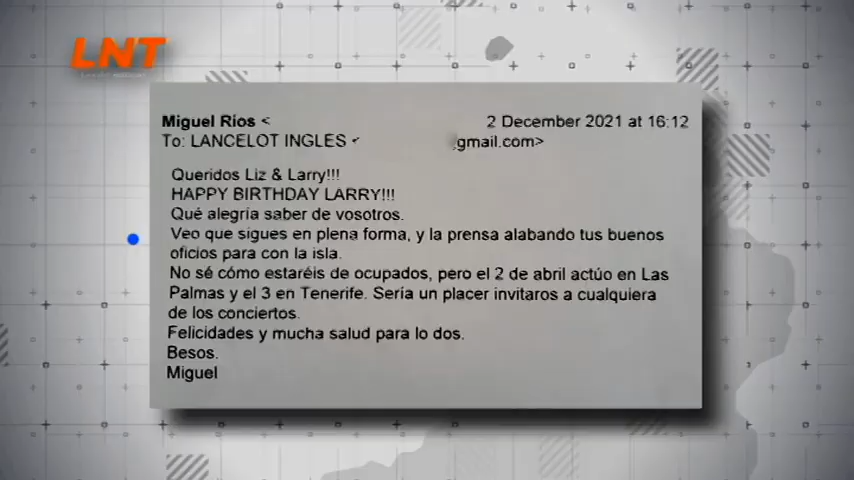 LNT
Miguel Rios <
2 December 2021 at 16:12
To: LANCELOT INGLES <
gmail.com>
Queridos Liz & Larry!!!
HAPPY BIRTHDAY LARRY!!!
Qué alegría saber de vosotros.
Veo que sigues en plena forma, y la prensa alabando tus buenos
oficios para con la isla.
No sé cómo estaréis de ocupados, pero el 2 de abril actúo en Las
Palmas y el 3 en Tenerife. Sería un placer invitaros a cualquiera
de los conciertos.
Felicidades y mucha salud para lo dos.
Besos.
Miguel